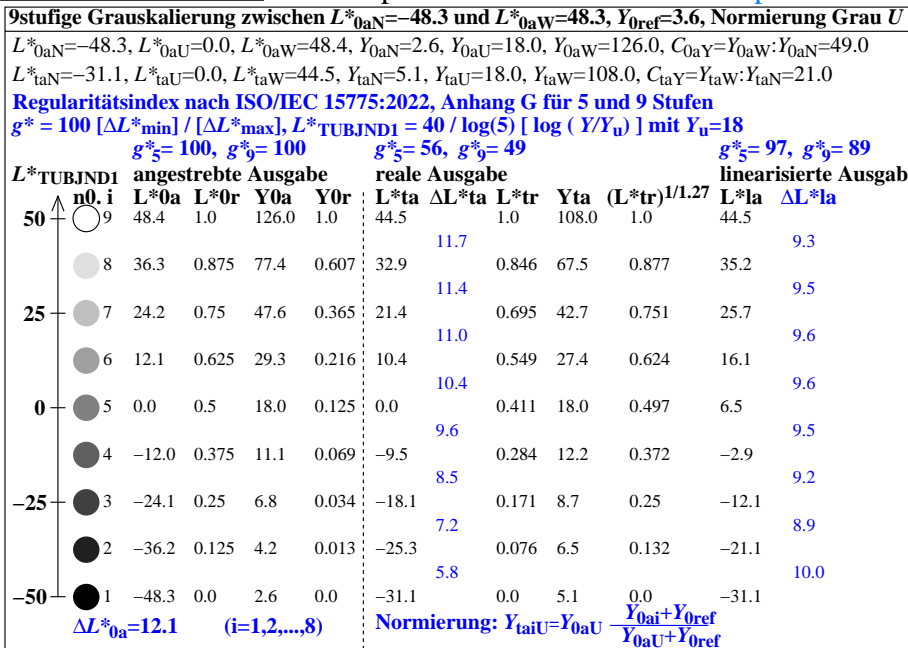 9stufige Grauskalierung zwischen L*0aN=−48.3 und L*0aW=48.3, Y0ref=3.6, Normierung Grau U
L*0aN=−48.3, L*0aU=0.0, L*0aW=48.4, Y0aN=2.6, Y0aU=18.0, Y0aW=126.0, C0aY=Y0aW:Y0aN=49.0
L*taN=−31.1, L*taU=0.0, L*taW=44.5, YtaN=5.1, YtaU=18.0, YtaW=108.0, CtaY=YtaW:YtaN=21.0
Regularitätsindex nach ISO/IEC 15775:2022, Anhang G für 5 und 9 Stufen
g* = 100 [ΔL*min] / [ΔL*max], L*TUBJND1 = 40 / log(5) [ log ( Y/Yu) ] mit Yu=18
g*5= 100, g*9= 100 g*5= 56, g*9= 49 g*5= 97, g*9= 89
L*TUBJND1 angestrebte Ausgabe reale Ausgabe linearisierte Ausgab
n0. i L*0a L*0r Y0a Y0r L*ta ΔL*ta L*tr Yta (L*tr)1/1.27 L*la ΔL*la
50 9 48.4 1.0 126.0 1.0 44.5 1.0 108.0 1.0 44.5
11.7 9.3
8 36.3 0.875 77.4 0.607 32.9 0.846 67.5 0.877 35.2
11.4 9.5
25 7 24.2 0.75 47.6 0.365 21.4 0.695 42.7 0.751 25.7
11.0 9.6
6 12.1 0.625 29.3 0.216 10.4 0.549 27.4 0.624 16.1
10.4 9.6
0 5 0.0 0.5 18.0 0.125 0.0 0.411 18.0 0.497 6.5
9.6 9.5
4 −12.0 0.375 11.1 0.069 −9.5 0.284 12.2 0.372 −2.9
8.5 9.2
−25 3 −24.1 0.25 6.8 0.034 −18.1 0.171 8.7 0.25 −12.1
7.2 8.9
2 −36.2 0.125 4.2 0.013 −25.3 0.076 6.5 0.132 −21.1
5.8 10.0
−50 1 −48.3 0.0 2.6 0.0 −31.1 0.0 5.1 0.0 −31.1
ΔL*0a=12.1 (i=1,2,...,8) Normierung: YtaiU=Y0aU Y0ai+Y0ref
Y0aU+Y0ref